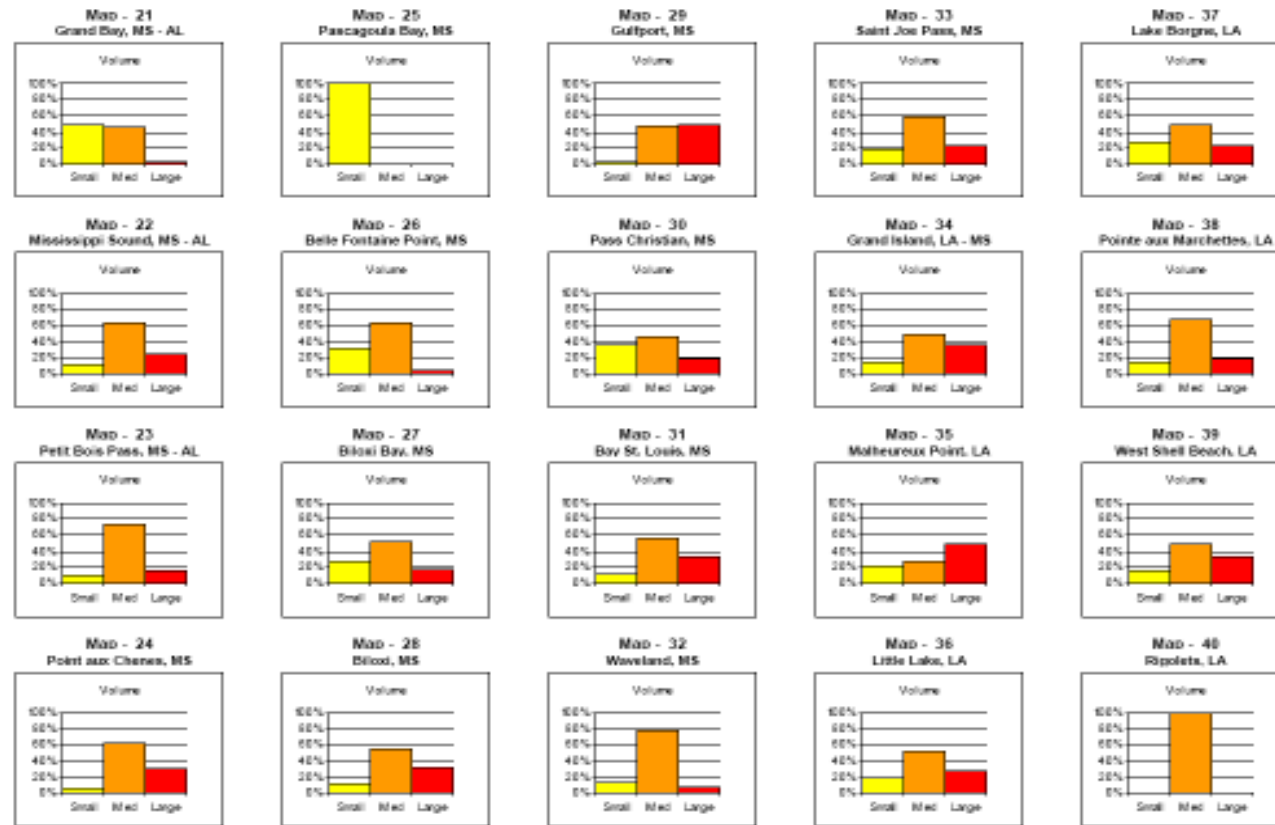 Map - 21
Grand Bay, MS - AL
Volume
100%
80%
60%
40%
20%
0%
Small Med Large
Map - 25
Pascagoula Bay, MS
Volume
100%
80%
60%
40%
20%
0%
Small Med Large
Map - 29
Gulfport, MS
Volume
100%
80%
60%
40%
20%
0%
Small Med Large
Map - 33
Saint Joe Pass, MS
Volume
100%
80%
60%
40%
20%
0%
Small Med Large
Map - 37
Lake Borgne, LA
Volume
100%
80%
60%
40%
20%
0%
Small Med Large
Map - 22
Mississippi Sound, MS - AL
Volume
100%
80%
60%
40%
20%
0%
Small Med Large
Map - 26
Belle Fontaine Point, MS
Volume
100%
80%
60%
40%
20%
0%
Small Med Large
Map - 30
Pass Christian, MS
Volume
100%
80%
60%
40%
20%
0%
Small Med Large
Map - 34
Grand Island, LA - MS
Volume
100%
80%
60%
40%
20%
0%
Small Med Large
Map - 38
Pointe aux Marchettes, LA
Volume
100%
80%
60%
40%
20%
0%
Small Med Large
Map - 23
Petit Bois Pass, MS - AL
Volume
100%
80%
60%
40%
20%
0%
Small Med Large
Map - 27
Biloxi Bay, MS
Volume
100%
80%
60%
40%
20%
0%
Small Med Large
Map - 31
Bay St. Louis, MS
Volume
100%
80%
60%
40%
20%
0%
Small Med Large
Map - 35
Malheureux Point, LA
Volume
100%
80%
60%
40%
20%
0%
Small Med Large
Map - 39
West Shell Beach, LA
Volume
100%
80%
60%
40%
20%
0%
Small Med Large
Map - 24
Point aux Chenes, MS
Volume
100%
80%
60%
40%
20%
0%
Small Med Large
Map - 28
Biloxi, MS
Volume
100%
80%
60%
40%
20%
0%
Small Med Large
Map - 32
Waveland, MS
Volume
100%
80%
60%
40%
20%
0%
Small Med Large
Map - 36
Little Lake, LA
Volume
100%
80%
60%
40%
20%
0%
Small Med Large
Map - 40
Rigolets, LA
Volume
100%
80%
60%
40%
20%
0%
Small Med Large